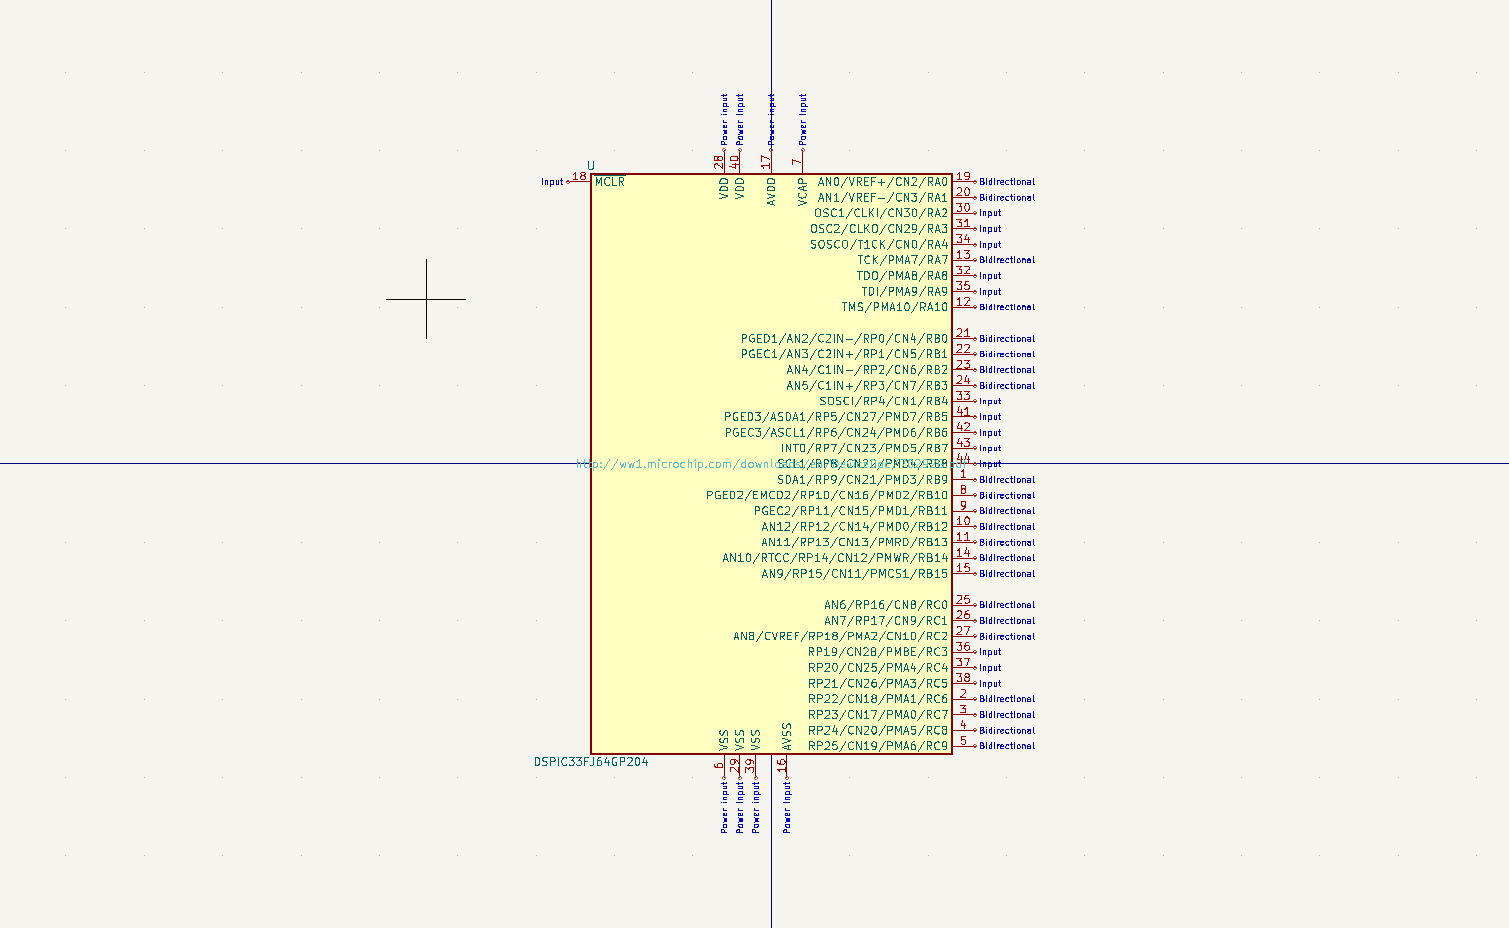 Power Input Power Input Power Input Power Input
28 40 17 7
U
Input 18 MCLR VDD VDD AVDD VCAP AN0/VREF+/CN2/RA0 19 Bidirectional
AN1/VREF-/CN3/RA1 20 Bidirectional
OSC1/CLKI/CN30/RA2 30 Input
OSC2/CLKO/CN29/RA3 31 Input
SOSCO/T1CK/CN0/RA4 34 Input
TCK/PMA7/RA7 13 Bidirectional
TDO/PMA8/RA8 32 Input
TDI/PMA9/RA9 35 Input
TMS/PMA10/RA10 12 Bidirectional
PGED1/AN2/C2IN-/RP0/CN4/RB0 21 Bidirectional
PGEC1/AN3/C2IN+/RP1/CN5/RB1 22 Bidirectional
AN4/C1IN-/RP2/CN6/RB2 23 Bidirectional
AN5/C1IN+/RP3/CN7/RB3 24 Bidirectional
SOSCI/RP4/CN1/RB4 33 Input
PGED3/ASDA1/RP5/CN27/PMD7/RB5 41 Input
PGEC3/ASCL1/RP6/CN24/PMD6/RB6 42 Input
INT0/RP7/CN23/PMD5/RB7 43 Input
http://ww1.microchip.com/downloads/ SCL1/RP8/CN22/PMD4/RB8 44 Input
SDA1/RP9/CN21/PMD3/RB9 1 Bidirectional
PGED2/EMCD2/RP10/CN16/PMD2/RB10 8 Bidirectional
PGEC2/RP11/CN15/PMD1/RB11 9 Bidirectional
AN12/RP12/CN14/PMD0/RB12 10 Bidirectional
AN11/RP13/CN13/PMRD/RB13 11 Bidirectional
AN10/RTCC/RP14/CN12/PMWR/RB14 14 Bidirectional
AN9/RP15/CN11/PMCS1/RB15 15 Bidirectional
AN6/RP16/CN8/RC0 25 Bidirectional
AN7/RP17/CN9/RC1 26 Bidirectional
AN8/CVREF/RP18/PMA2/CN10/RC2 27 Bidirectional
RP19/CN28/PMBE/RC3 36 Input
RP20/CN25/PMA4/RC4 37 Input
RP21/CN26/PMA3/RC5 38 Input
RP22/CN18/PMA1/RC6 2 Bidirectional
RP23/CN17/PMA0/RC7 3 Bidirectional
RP24/CN20/PMA5/RC8 4 Bidirectional
VSS VSS VSS AVSS RP25/CN19/PMA6/RC9 5 Bidirectional
DSPIC33FJ64GP204 6 29 39 16
Power Input Power Input Power Input Power Input